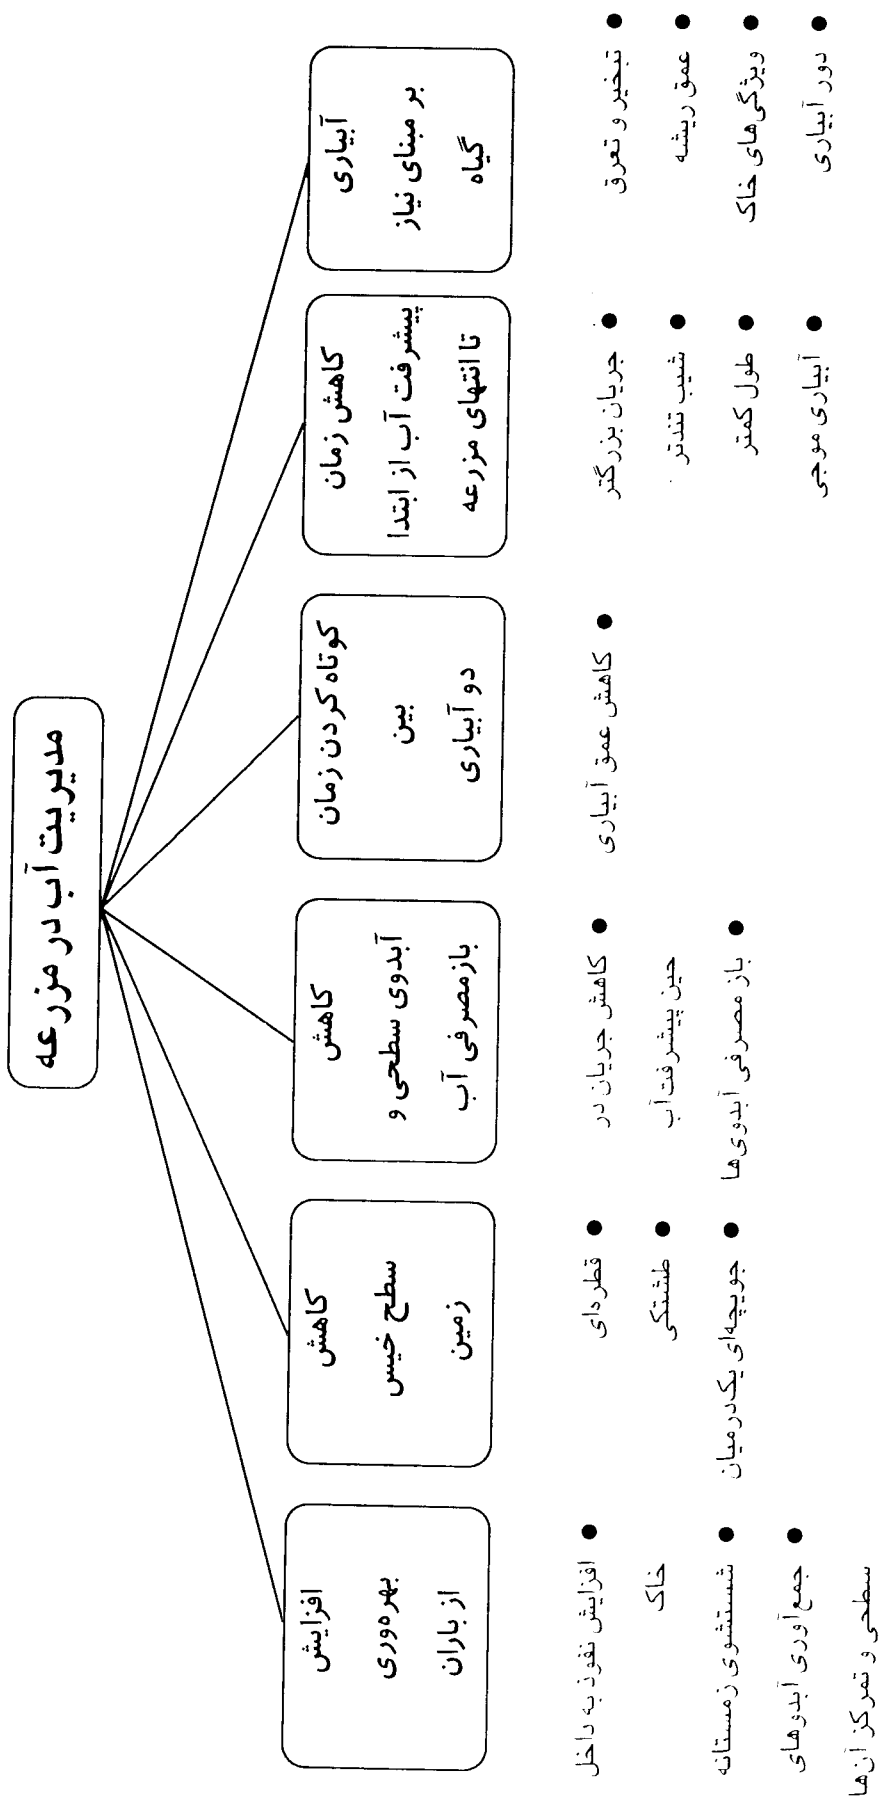 مدیریت آب در مزرعه
آبیاری
بر مبنای نیاز
گیاه
تبخیر و تعرق
عمق ریشه
ویژگی‌های خاک
دور آبیاری
کاهش زمان
پیشرفت آب از ابتدا
تا انتهای مزرعه
جریان بزرگتر
شیب تندتر
طول کمتر
آبیاری موجی
کوتاه کردن زمان
بین
دو آبیاری
کاهش عمق آبیاری
کاهش
آبدوی سطحی و
بازمصرفی آب
کاهش جریان در
حین پیشرفت آب
باز مصرفی آبدوی‌ها
کاهش
سطح خیس
زمین
قطره‌ای
طشتکی
جویچه‌ای یک‌درمیان
افزایش
بهره‌وری
از باران
افزایش نفوذ به داخل
خاک
شستشوی زمستانه
جمع‌آوری آبدوهای
سطحی و تمرکز آن‌ها